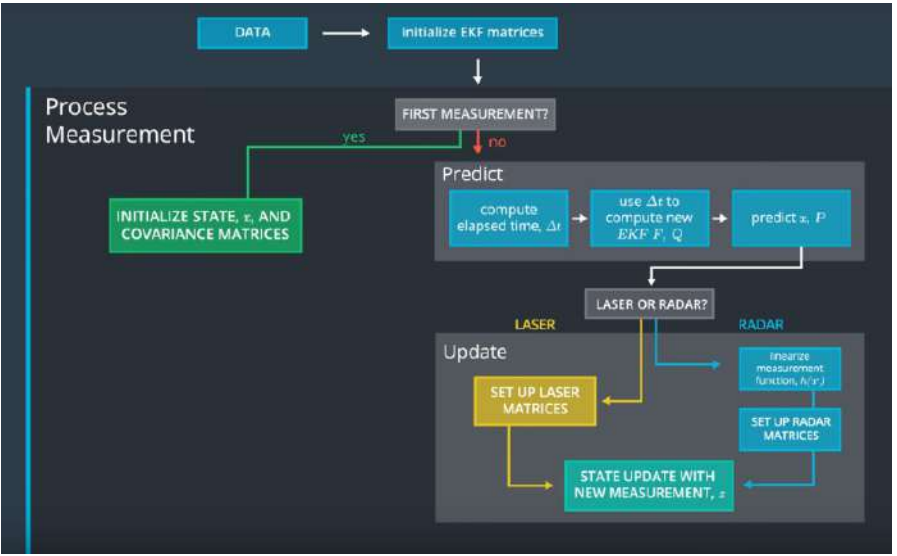 DATA
initialize EKF matrices
Process
Measurement
FIRST MEASUREMENT?
yes
no
INITIALIZE STATE, x, AND
COVARIANCE MATRICES
Predict
compute
elapsed time, Δt
use Δt to
compute new
EKF F, Q
predict x, P
LASER OR RADAR?
LASER
RADAR
Update
SET UP LASER
MATRICES
linearize
measurement
function, h(x')
SET UP RADAR
MATRICES
STATE UPDATE WITH
NEW MEASUREMENT, z